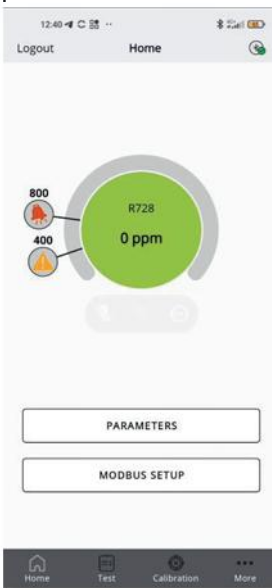 12:40
Logout Home
800
R728
400
0 ppm
PARAMETERS
MODBUS SETUP
Home Test Calibration More